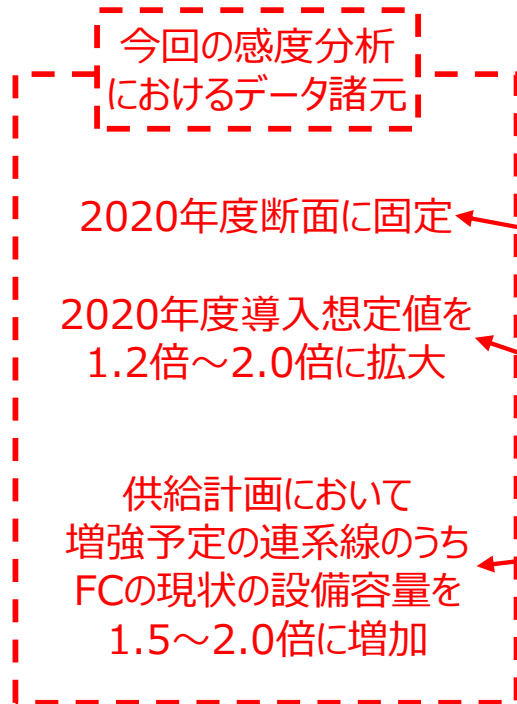 今回の感度分析
におけるデータ諸元
2020年度断面に固定
2020年度導入想定値を
1.2倍～2.0倍に拡大
供給計画において
増強予定の連系線のうち
FCの現状の設備容量を
1.5～2.0倍に増加